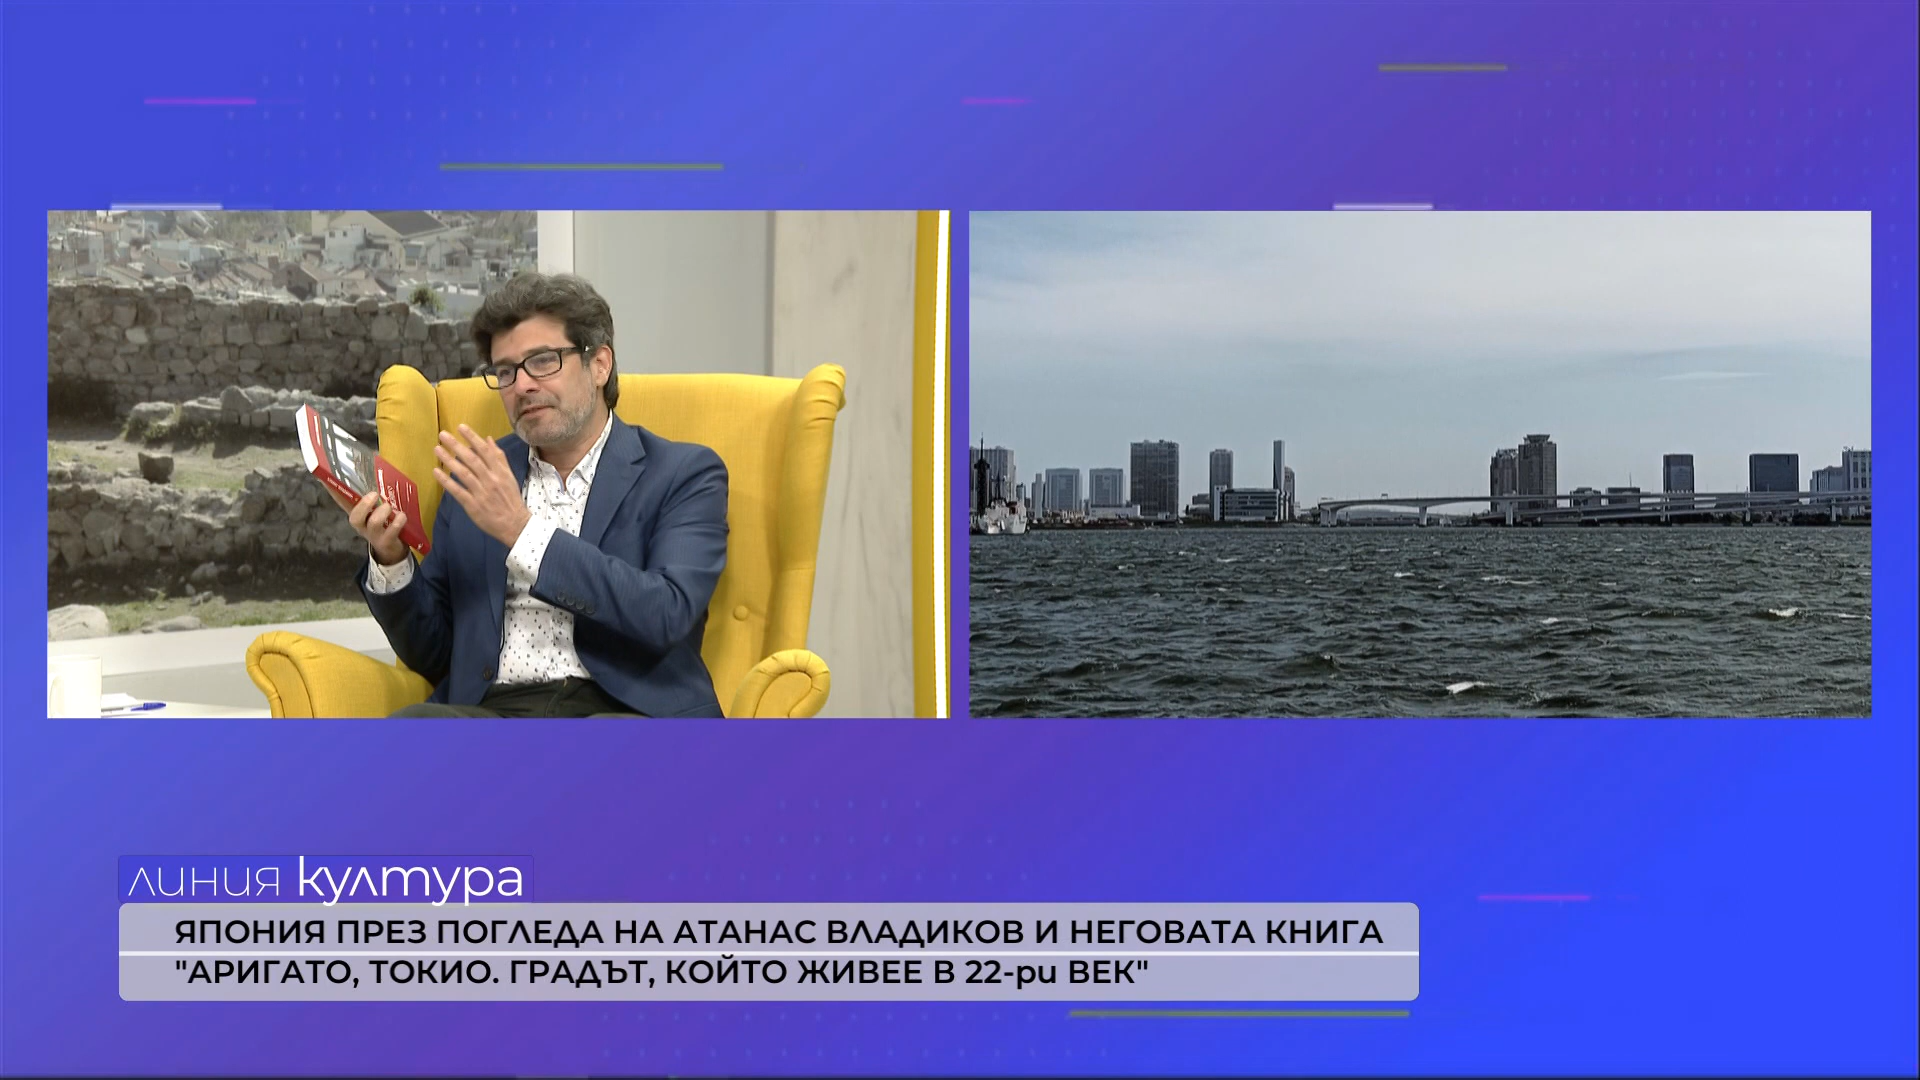 линия култура
ЯПОНИЯ ПРЕЗ ПОГЛЕДА НА АТАНАС ВЛАДИКОВ И НЕГОВАТА КНИГА
"АРИГАТО, ТОКИО. ГРАДЪТ, КОЙТО ЖИВЕЕ В 22-ри ВЕК"